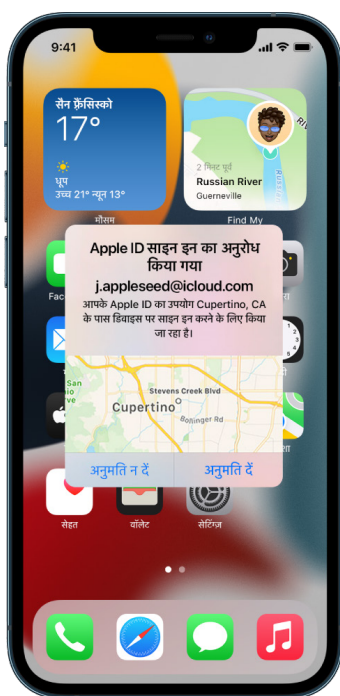 9:41
सैन फ़्रैंसिस्को
17°
धूप
उच्च 21° न्यून 13°
मौसम
2 मिनट पूर्व
Russian River
Guerneville
Find My
Apple ID साइन इन का अनुरोध
किया गया
j.appleseed@icloud.com
आपके Apple ID का उपयोग Cupertino, CA
के पास डिवाइस पर साइन इन करने के लिए किया
जा रहा है।
Stevens Creek Blvd
Cupertino
Bollinger Rd
अनुमति न दें
अनुमति दें
सेहत
वॉलेट
सेटिंग्ज़